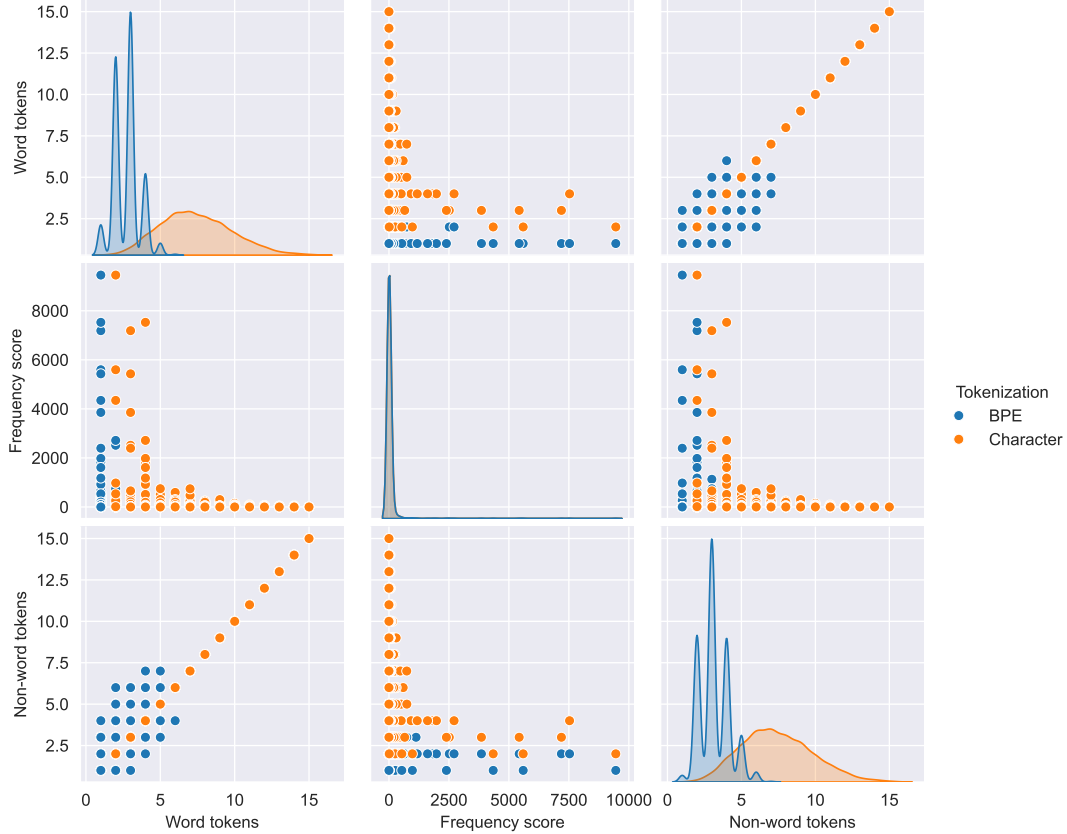 15.0
12.5
10.0
7.5
5.0
2.5
Word tokens
8000
6000
4000
2000
0
Frequency score
Tokenization
BPE
Character
15.0
12.5
10.0
7.5
5.0
2.5
Non-word tokens
0 5 10 15
0 2500 5000 7500 10000
0 5 10 15
Word tokens
Frequency score
Non-word tokens